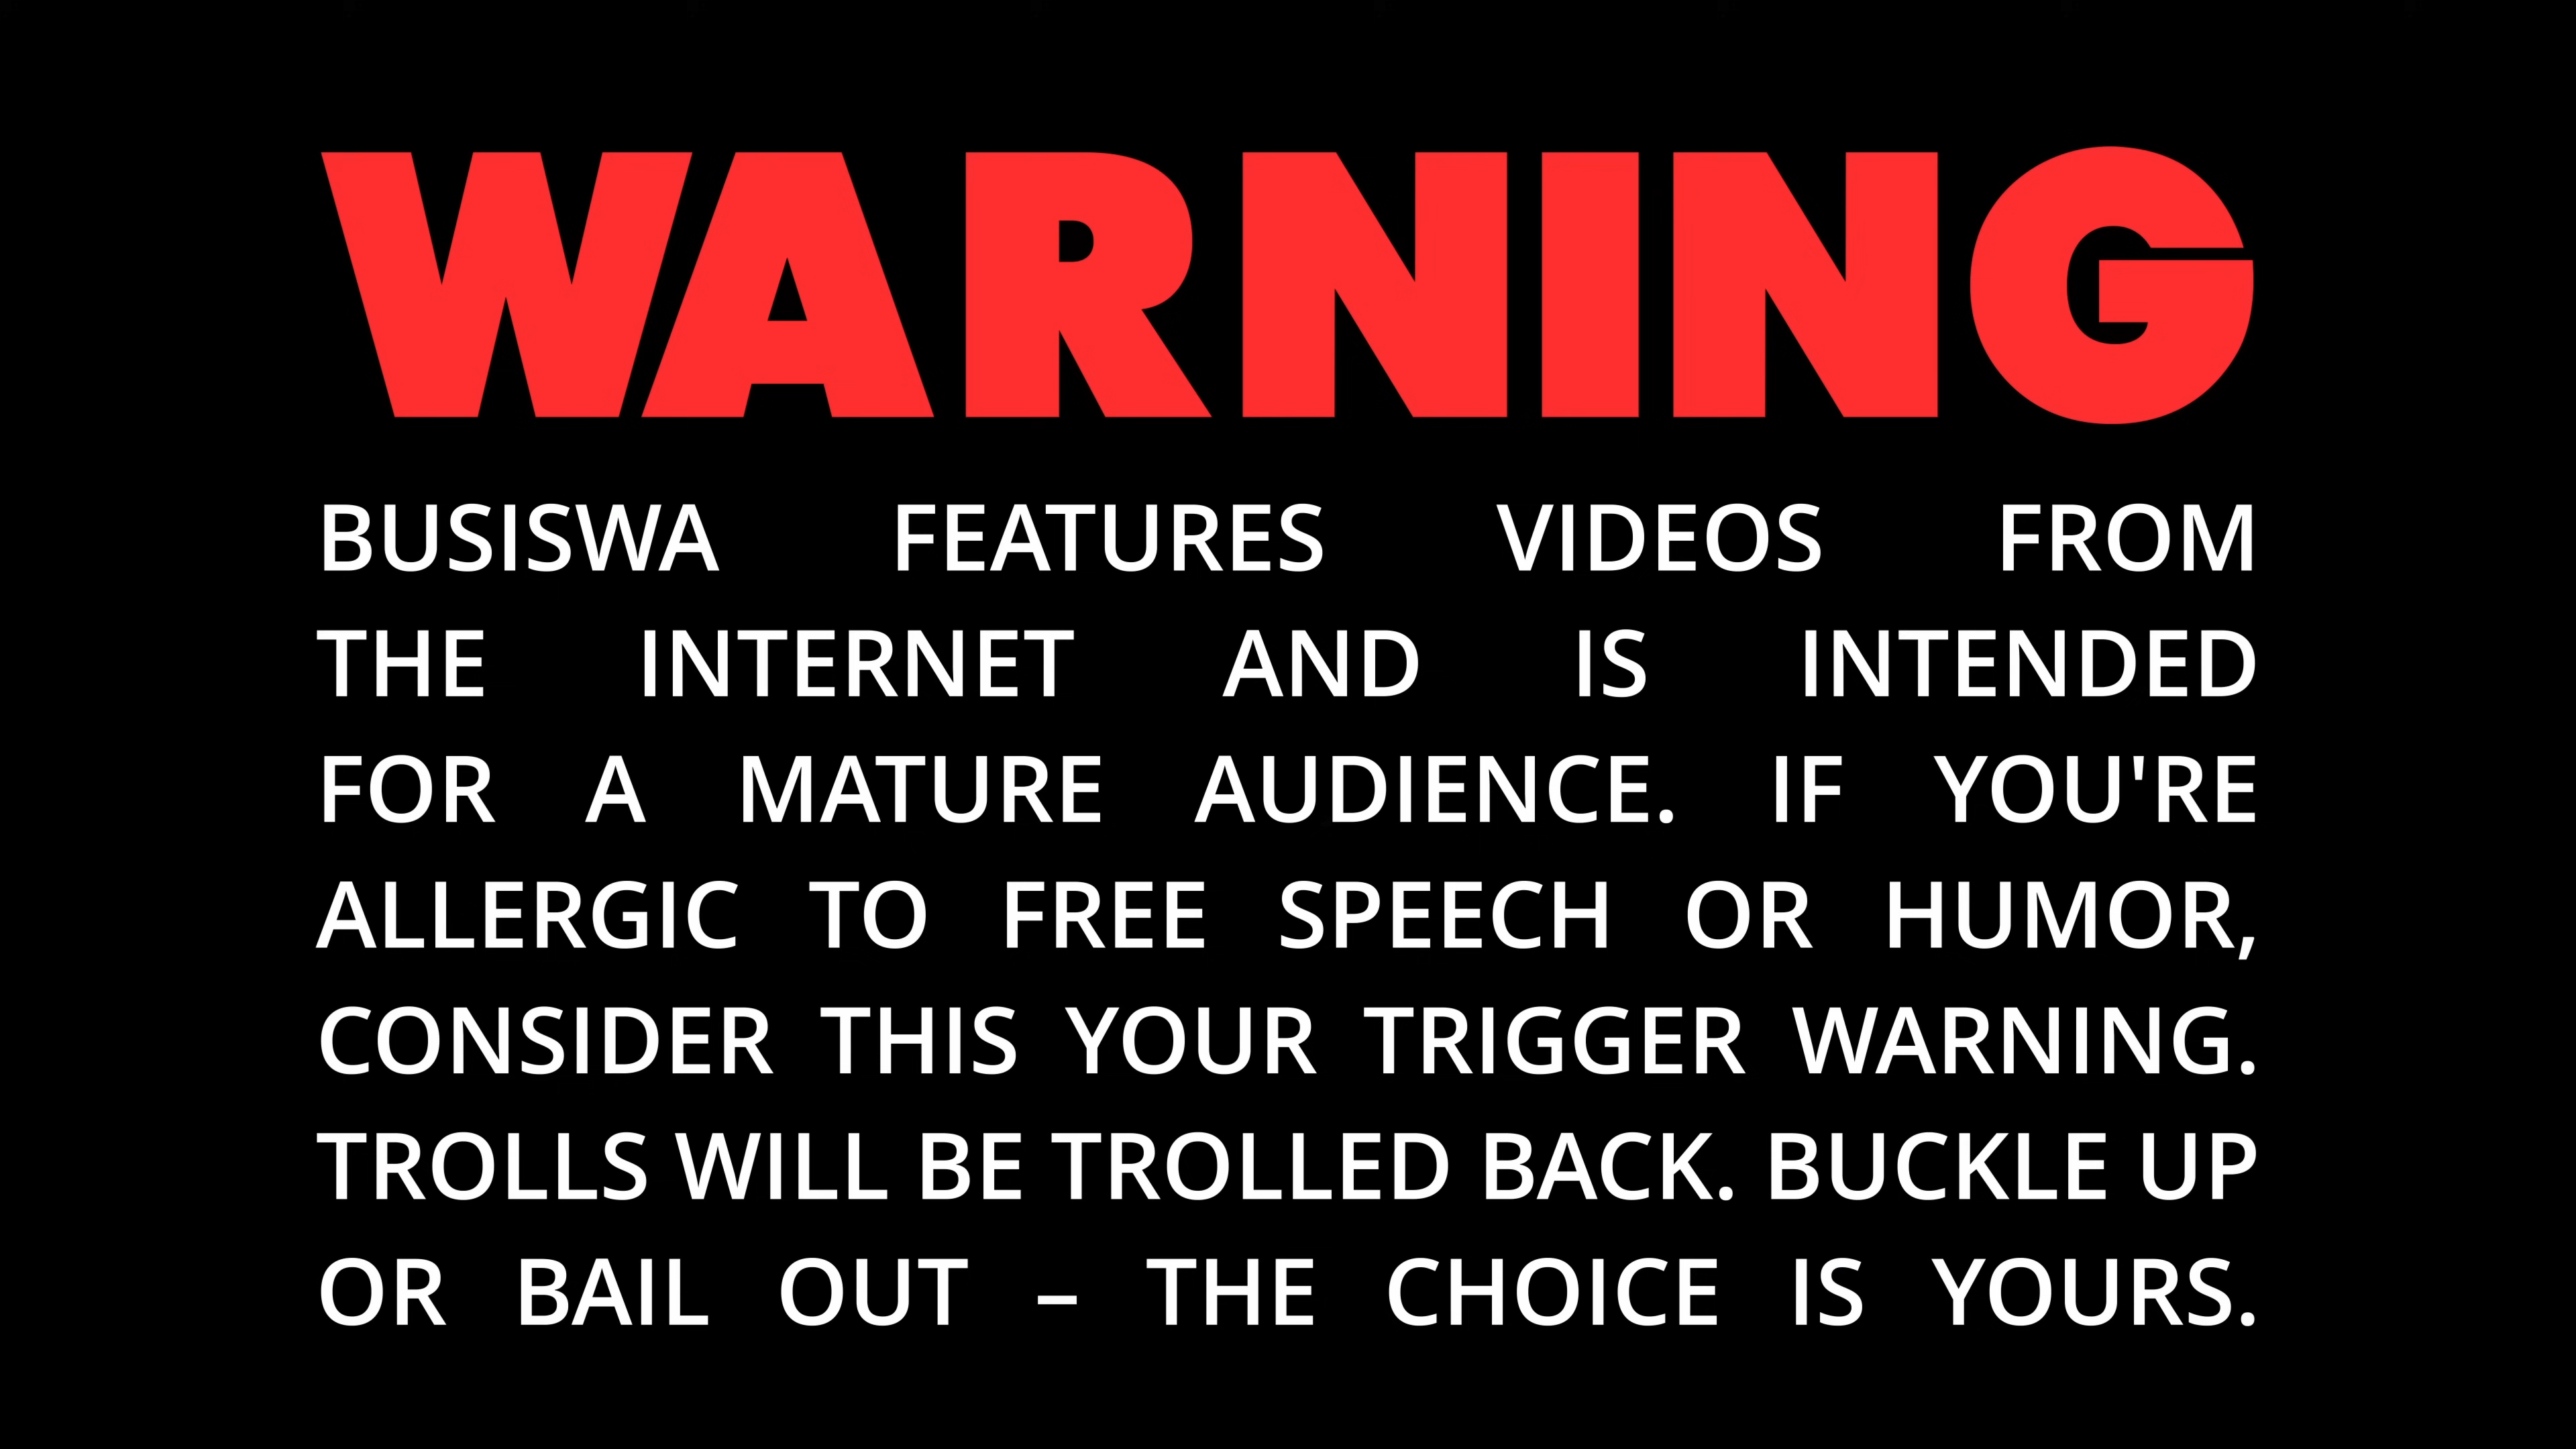 WARNING
BUSISWA FEATURES VIDEOS FROM
THE INTERNET AND IS INTENDED
FOR A MATURE AUDIENCE. IF YOU'RE
ALLERGIC TO FREE SPEECH OR HUMOR,
CONSIDER THIS YOUR TRIGGER WARNING.
TROLLS WILL BE TROLLED BACK. BUCKLE UP
OR BAIL OUT – THE CHOICE IS YOURS.